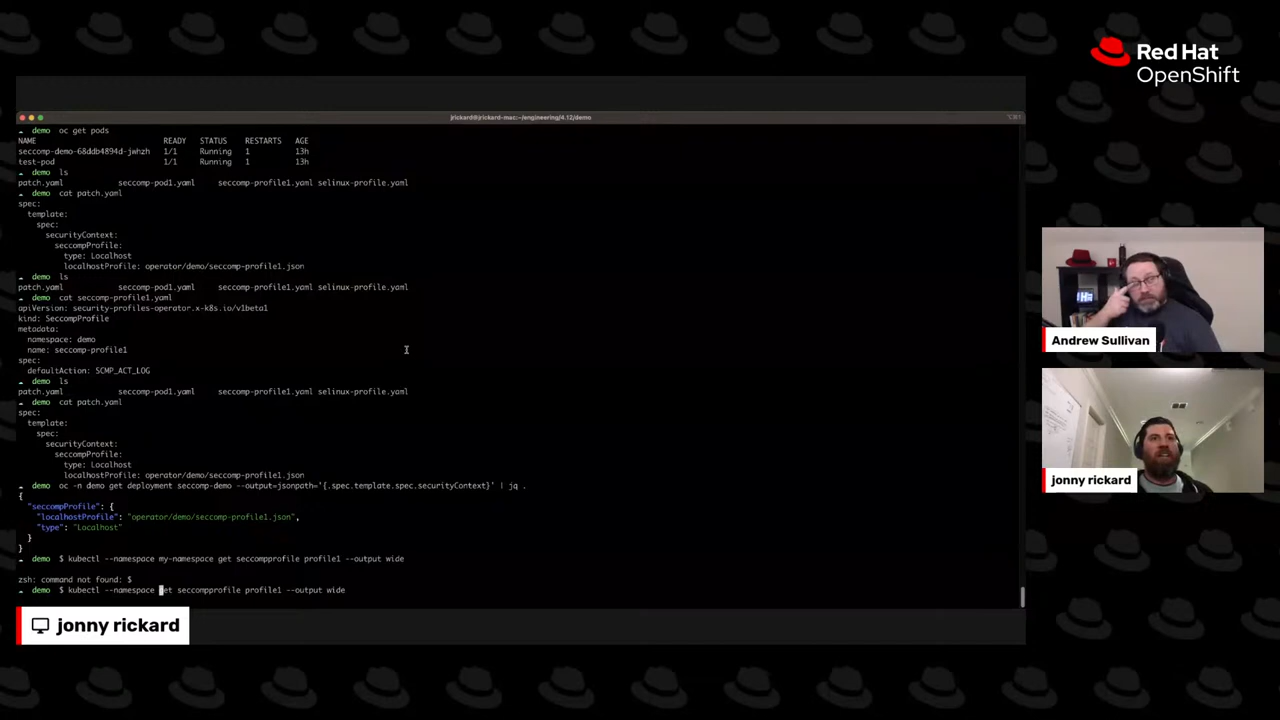 Red Hat
OpenShift
jrickard@jrickard-mac:~/engineering/4.12/demo
demo oc get pods
NAME READY STATUS RESTARTS AGE
seccomp-demo-68ddb4894d-jwhzh 1/1 Running 1 13h
test-pod 1/1 Running 1 13h
demo ls
patch.yaml seccomp-pod1.yaml seccomp-profile1.yaml selinux-profile.yaml
demo cat patch.yaml
spec:
template:
spec:
securityContext:
seccompProfile:
type: Localhost
localhostProfile: operator/demo/seccomp-profile1.json
demo ls
patch.yaml seccomp-pod1.yaml seccomp-profile1.yaml selinux-profile.yaml
demo cat seccomp-profile1.yaml
apiVersion: security-profiles-operator.x-k8s.io/v1beta1
kind: SeccompProfile
metadata:
namespace: demo
name: seccomp-profile1
spec:
defaultAction: SCMP_ACT_LOG
demo ls
patch.yaml seccomp-pod1.yaml seccomp-profile1.yaml selinux-profile.yaml
demo cat patch.yaml
spec:
template:
spec:
securityContext:
seccompProfile:
type: Localhost
localhostProfile: operator/demo/seccomp-profile1.json
demo oc -n demo get deployment seccomp-demo --output=jsonpath='{.spec.template.spec.securityContext}' | jq .
{
"seccompProfile": {
"localhostProfile": "operator/demo/seccomp-profile1.json",
"type": "Localhost"
}
}
demo $ kubectl --namespace my-namespace get seccompprofile profile1 --output wide
zsh: command not found: $
demo $ kubectl --namespace get seccompprofile profile1 --output wide
jonny rickard
Andrew Sullivan
jonny rickard